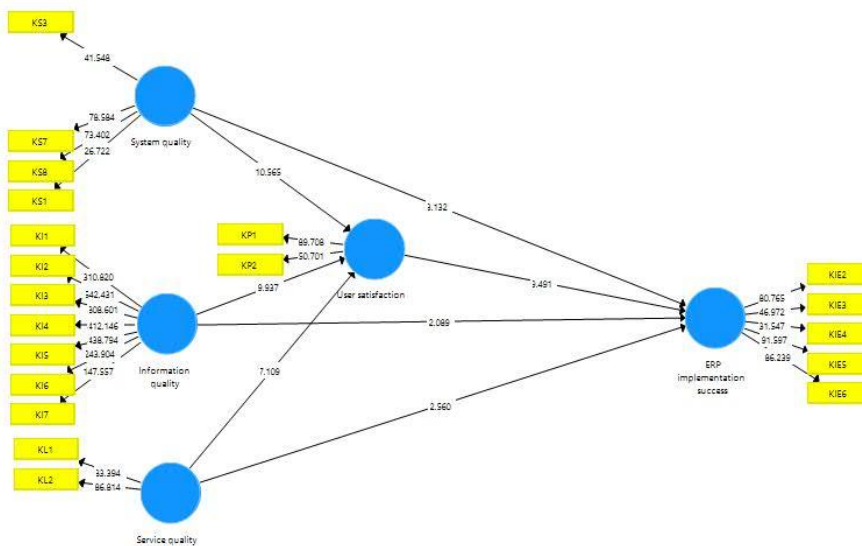 KS3
41.548
78.584
KS7
73.402
KS8
26.722
KS1
System quality
10.565
3.132
KI1
KI2
KI3
KI4
KI5
KI6
KI7
310.820
542.431
308.601
412.146
438.794
243.904
147.557
Information
quality
KP1
KP2
89.708
50.701
User satisfaction
9.937
9.491
2.089
7.109
2.560
KL1
KL2
33.394
86.814
Service quality
ERP
implementation
success
80.765
46.972
31.547
91.597
86.239
KIE2
KIE3
KIE4
KIE5
KIE6